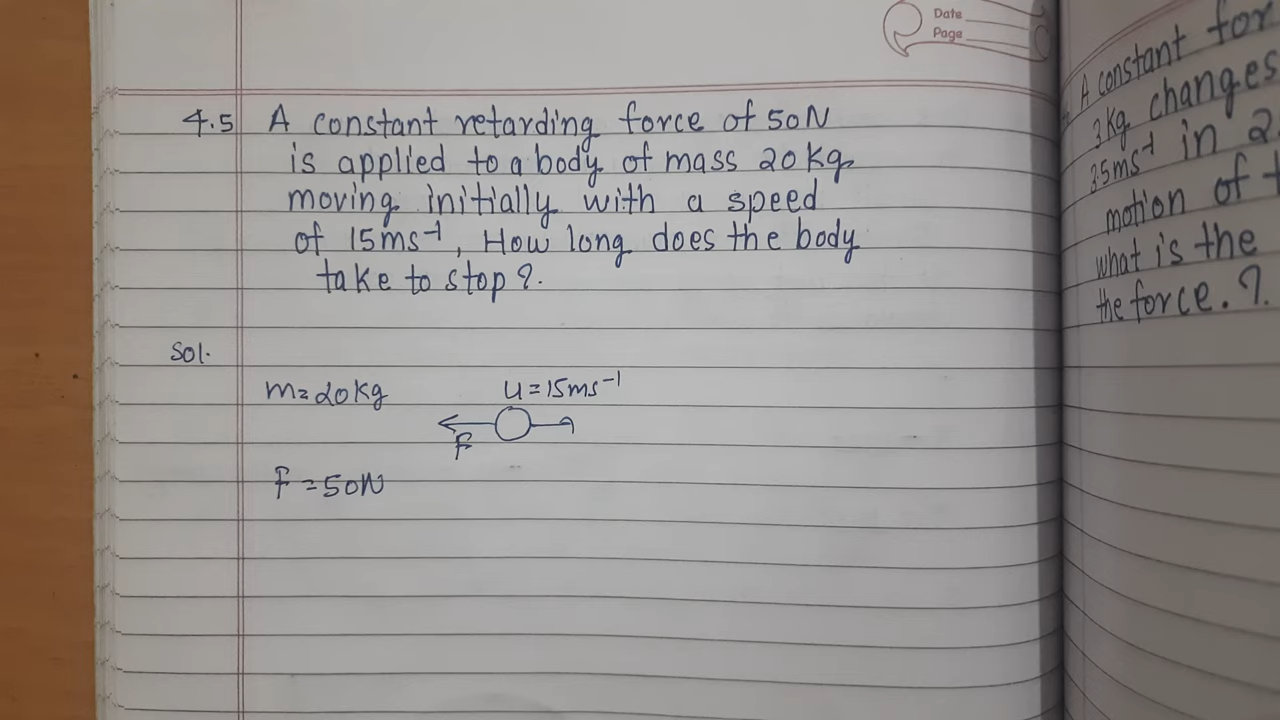 Date
Page
4.5 A constant retarding force of 50N
is applied to a body of mass 20kg
moving initially with a speed
of 15ms⁻¹, How long does the body
take to stop?.
Sol.
m=20kg u=15ms⁻¹
F
F=50N
A constant for
3kg changes
3.5ms⁻¹ in 2
motion of t
what is the
the force.?.